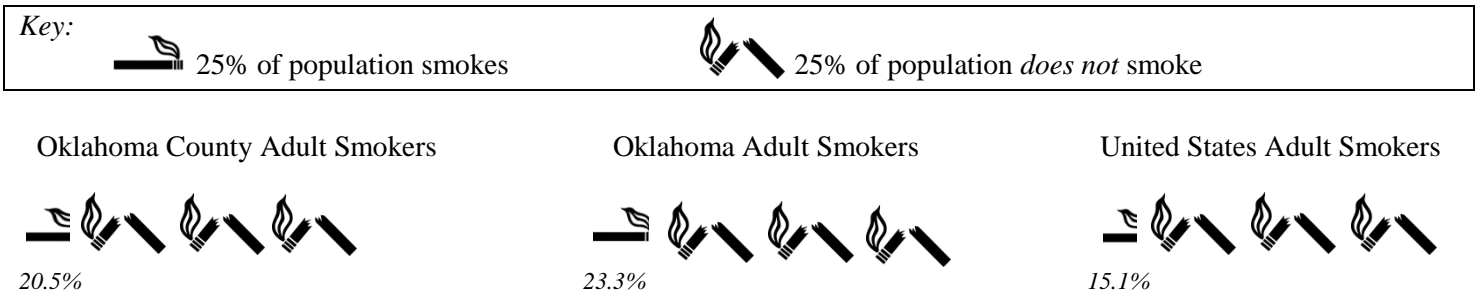 Key:
25% of population smokes
25% of population does not smoke
Oklahoma County Adult Smokers
Oklahoma Adult Smokers
United States Adult Smokers
20.5%
23.3%
15.1%